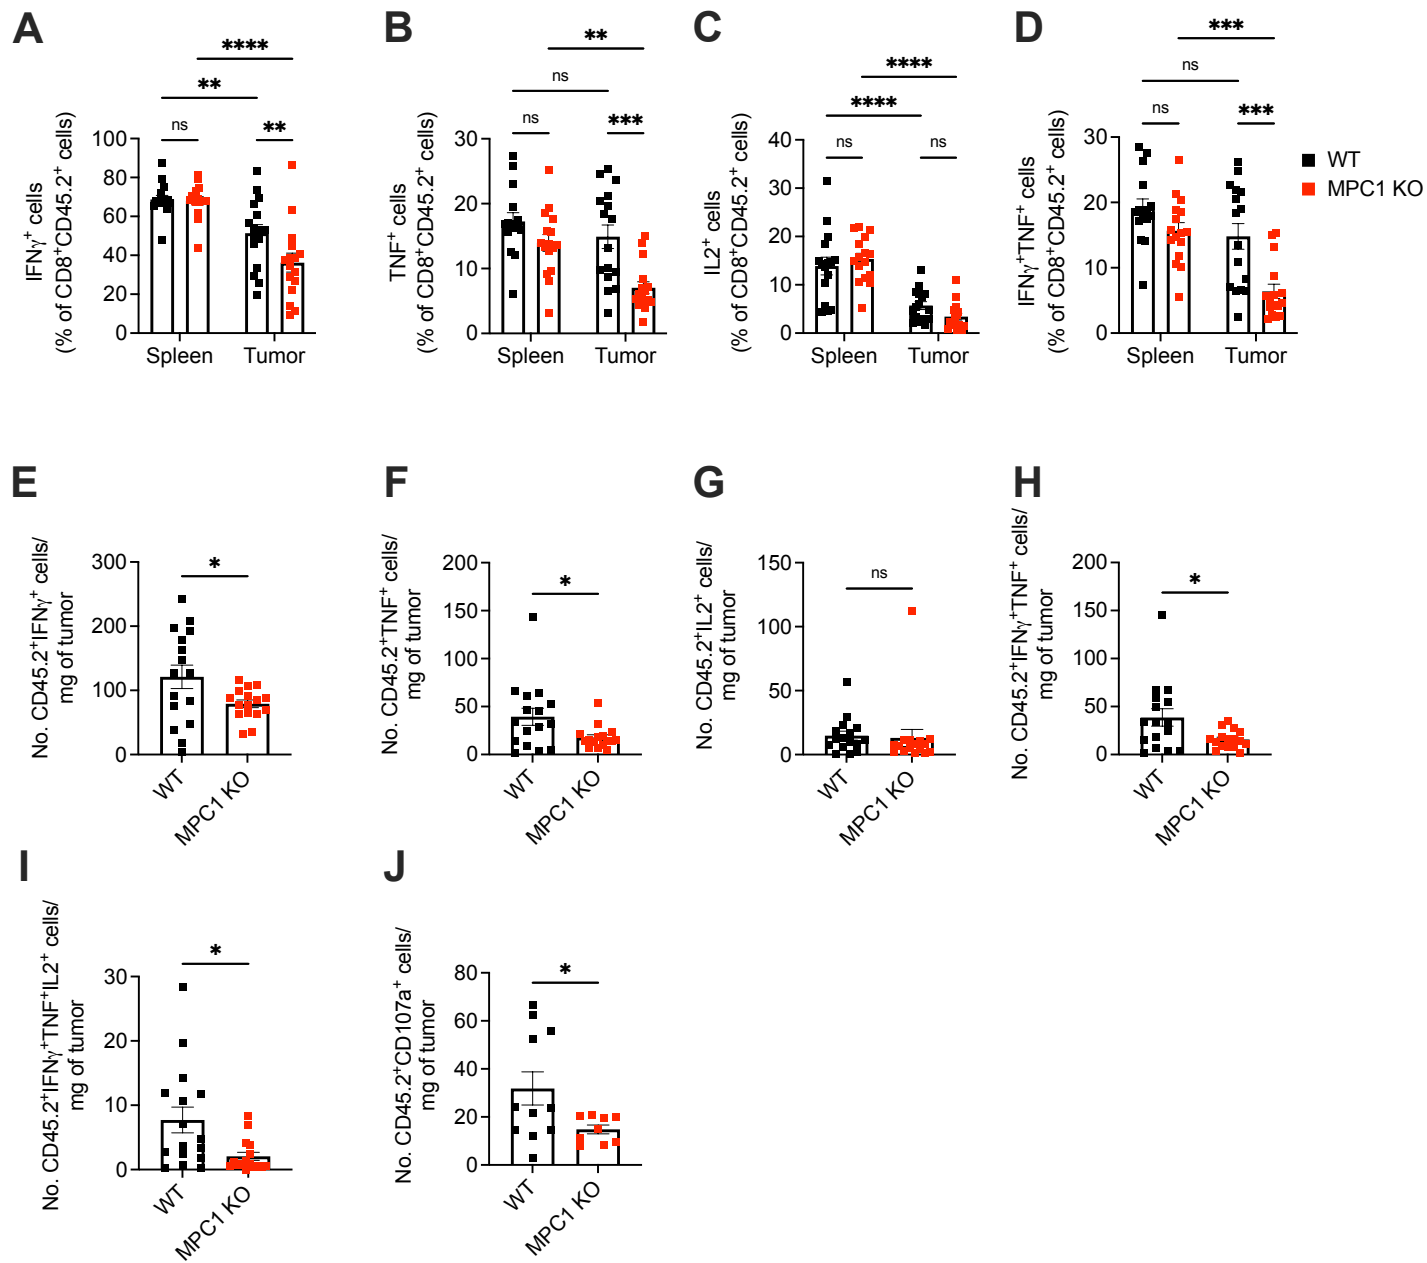 A
B
C
D
****
**
ns
**
IFNγ⁺ cells
(% of CD8⁺CD45.2⁺ cells)
100
80
60
40
20
0
Spleen
Tumor
**
ns
ns
***
TNF⁺ cells
(% of CD8⁺CD45.2⁺ cells)
30
20
10
0
Spleen
Tumor
****
****
ns
ns
IL2⁺ cells
(% of CD8⁺CD45.2⁺ cells)
40
30
20
10
0
Spleen
Tumor
***
ns
ns
***
IFNγ⁺TNF⁺ cells
(% of CD8⁺CD45.2⁺ cells)
30
20
10
0
Spleen
Tumor
WT
MPC1 KO
E
F
G
H
*
No. CD45.2⁺IFNγ⁺ cells/
mg of tumor
300
200
100
0
WT
MPC1 KO
*
No. CD45.2⁺TNF⁺ cells/
mg of tumor
200
150
100
50
0
WT
MPC1 KO
ns
No. CD45.2⁺IL2⁺ cells/
mg of tumor
150
100
50
0
WT
MPC1 KO
*
No. CD45.2⁺IFNγ⁺TNF⁺ cells/
mg of tumor
200
150
100
50
0
WT
MPC1 KO
I
J
*
No. CD45.2⁺IFNγ⁺TNF⁺IL2⁺ cells/
mg of tumor
30
20
10
0
WT
MPC1 KO
*
No. CD45.2⁺CD107a⁺ cells/
mg of tumor
80
60
40
20
0
WT
MPC1 KO